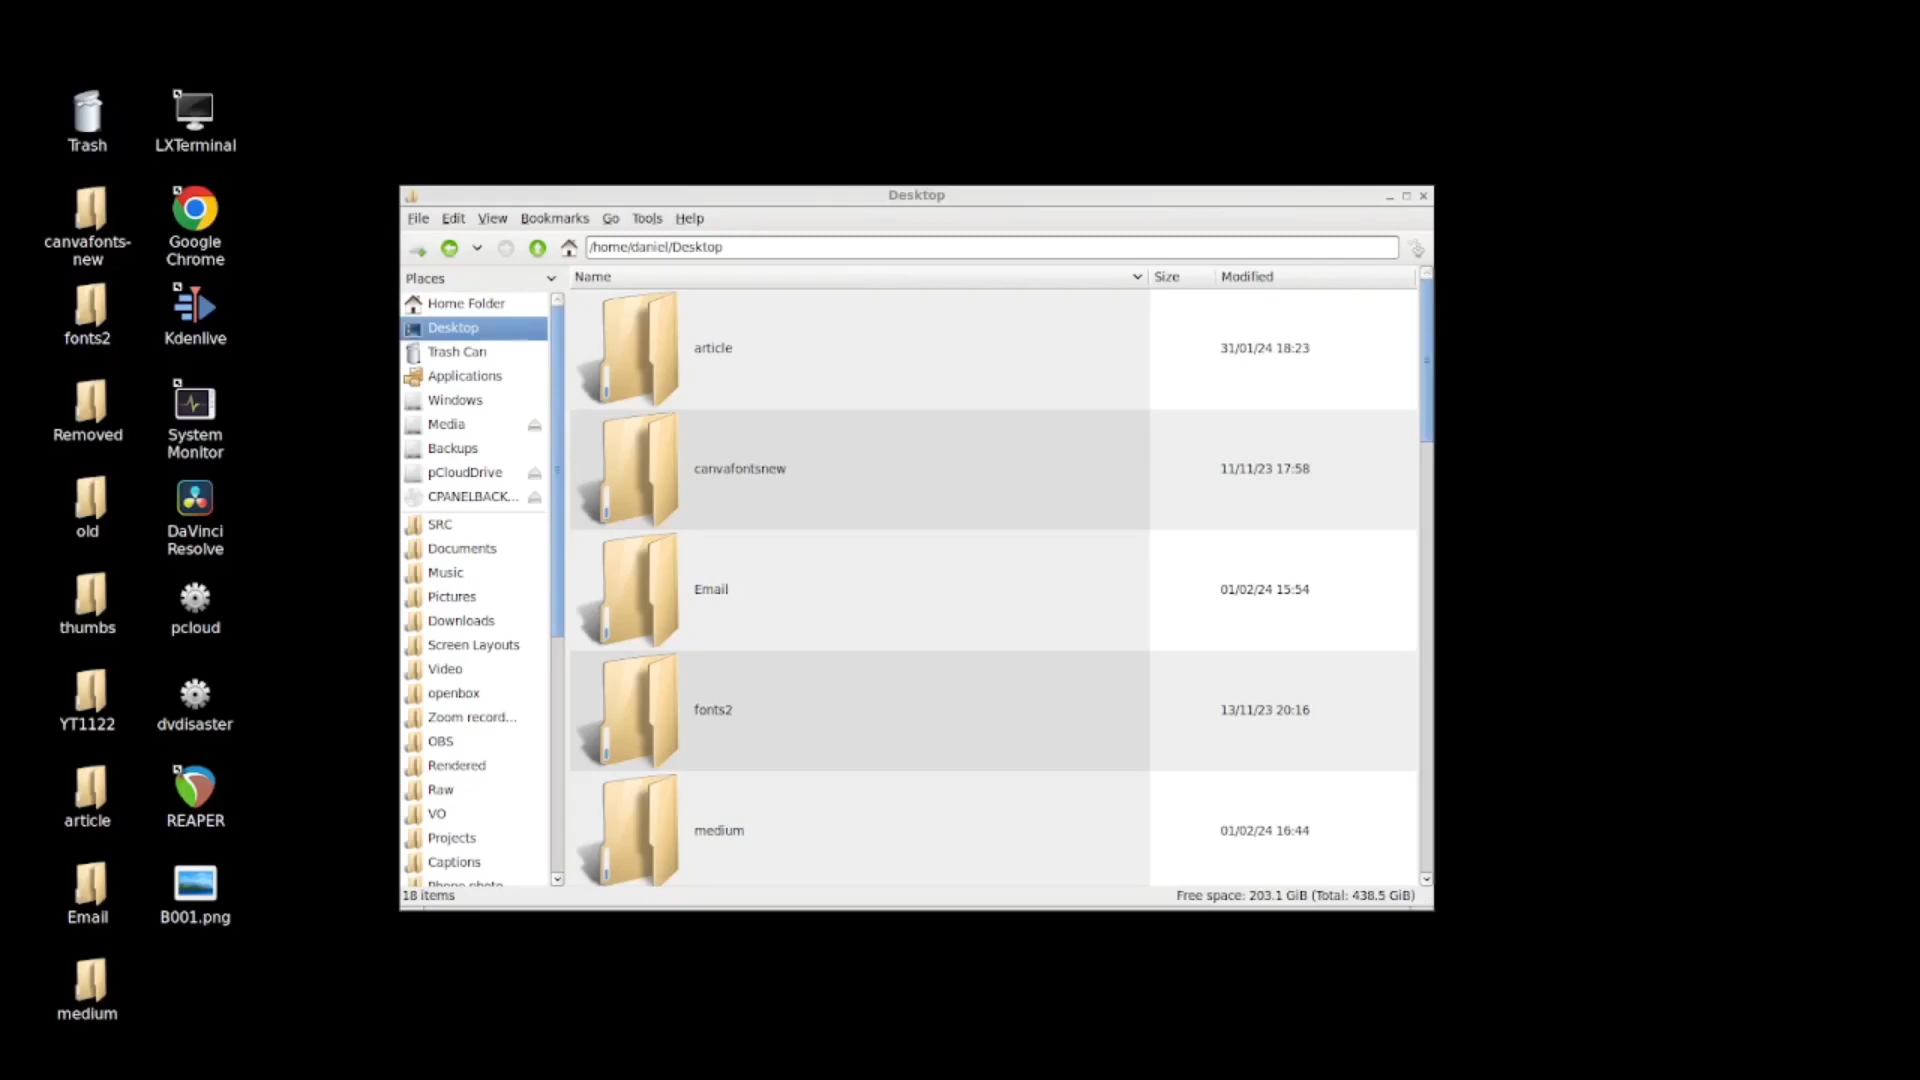 Trash
LXTerminal
canvafonts-
new
Google
Chrome
fonts2
Kdenlive
Removed
System
Monitor
old
DaVinci
Resolve
thumbs
pcloud
YT1122
dvdisaster
article
REAPER
Email
B001.png
medium
Desktop
File Edit View Bookmarks Go Tools Help
/home/daniel/Desktop
Places
Name Size Modified
Home Folder
Desktop
Trash Can
Applications
Windows
Media
Backups
pCloudDrive
CPANELBACK...
SRC
Documents
Music
Pictures
Downloads
Screen Layouts
Video
openbox
Zoom record...
OBS
Rendered
Raw
VO
Projects
Captions
Phone photo
article 31/01/24 18:23
canvafontsnew 11/11/23 17:58
Email 01/02/24 15:54
fonts2 13/11/23 20:16
medium 01/02/24 16:44
18 items
Free space: 203.1 GiB (Total: 438.5 GiB)